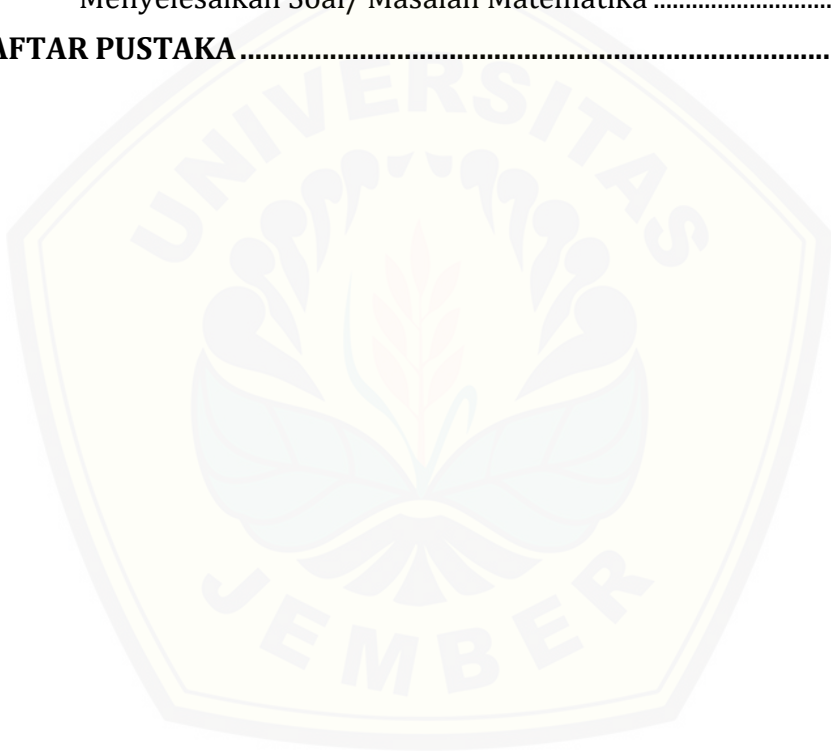 Menyelesaikan Soal/ Masalah Matematika ............................
AFTAR PUSTAKA ................................................................................
UNIVERSITAS
JEMBER